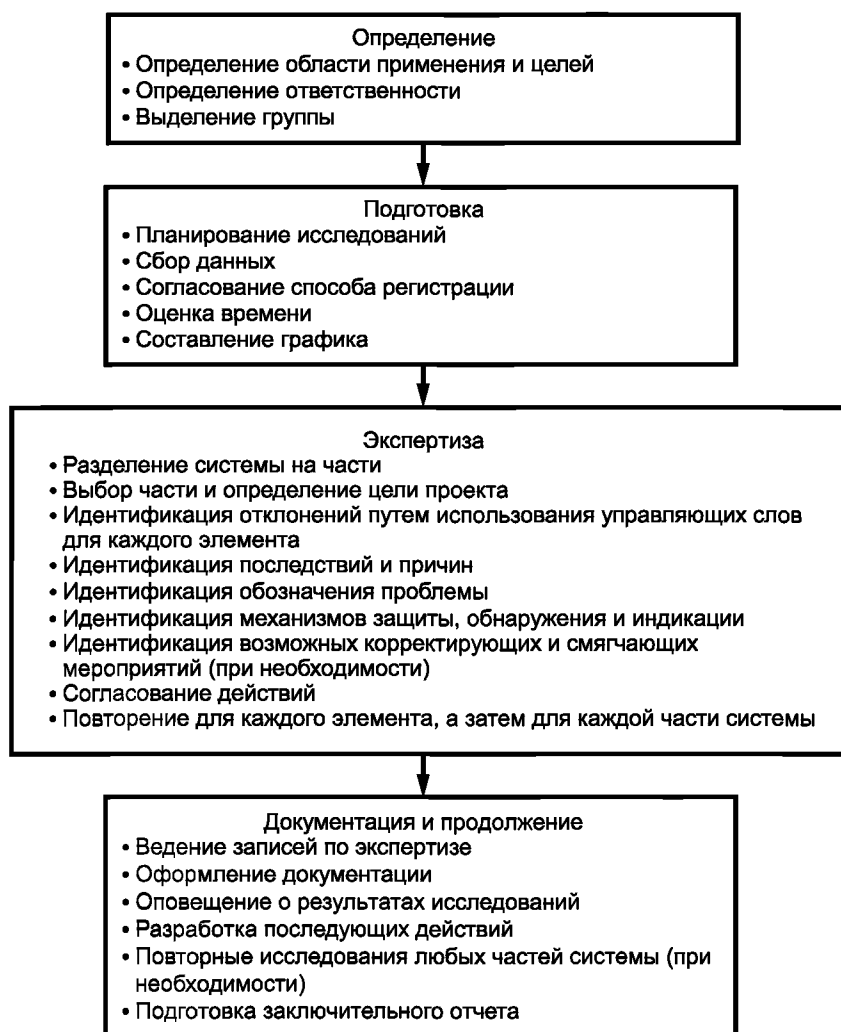 Определение
• Определение области применения и целей
• Определение ответственности
• Выделение группы
Подготовка
• Планирование исследований
• Сбор данных
• Согласование способа регистрации
• Оценка времени
• Составление графика
Экспертиза
• Разделение системы на части
• Выбор части и определение цели проекта
• Идентификация отклонений путем использования управляющих слов
для каждого элемента
• Идентификация последствий и причин
• Идентификация обозначения проблемы
• Идентификация механизмов защиты, обнаружения и индикации
• Идентификация возможных корректирующих и смягчающих
мероприятий (при необходимости)
• Согласование действий
• Повторение для каждого элемента, а затем для каждой части системы
Документация и продолжение
• Ведение записей по экспертизе
• Оформление документации
• Оповещение о результатах исследований
• Разработка последующих действий
• Повторные исследования любых частей системы (при
необходимости)
• Подготовка заключительного отчета